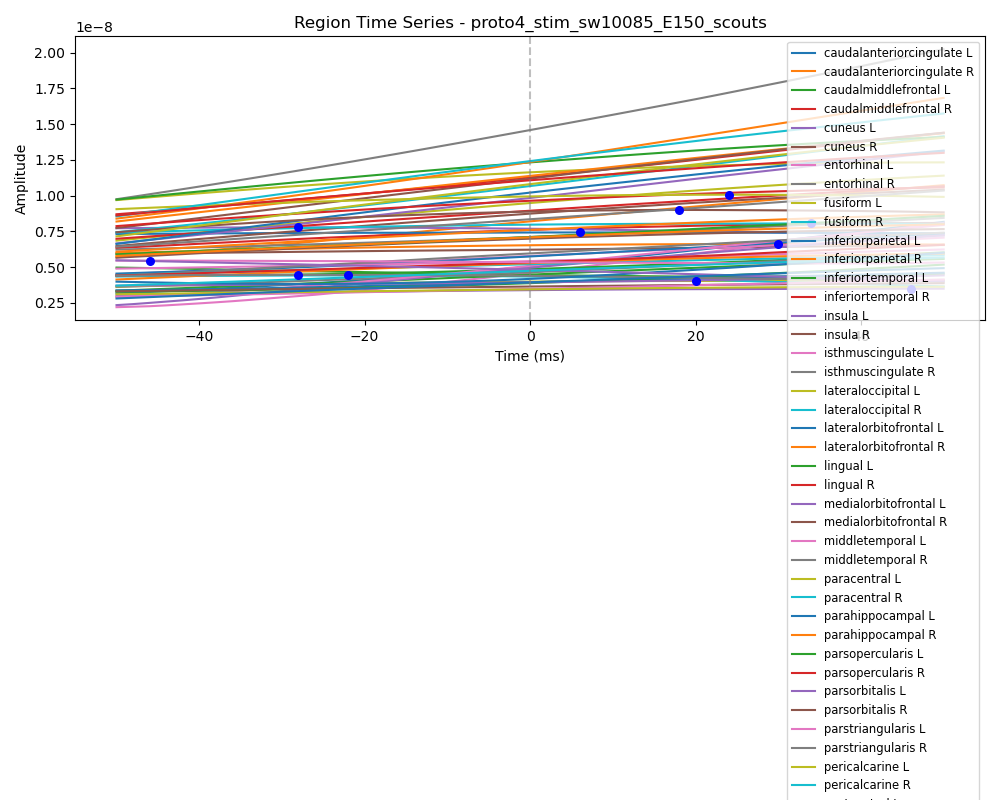 Region Time Series - proto4_stim_sw10085_E150_scouts
1e−8
2.00
1.75
1.50
1.25
1.00
0.75
0.50
0.25
Amplitude
−40
−20
0
20
40
Time (ms)
caudalanteriorcingulate L
caudalanteriorcingulate R
caudalmiddlefrontal L
caudalmiddlefrontal R
cuneus L
cuneus R
entorhinal L
entorhinal R
fusiform L
fusiform R
inferiorparietal L
inferiorparietal R
inferiortemporal L
inferiortemporal R
insula L
insula R
isthmuscingulate L
isthmuscingulate R
lateraloccipital L
lateraloccipital R
lateralorbitofrontal L
lateralorbitofrontal R
lingual L
lingual R
medialorbitofrontal L
medialorbitofrontal R
middletemporal L
middletemporal R
paracentral L
paracentral R
parahippocampal L
parahippocampal R
parsopercularis L
parsopercularis R
parsorbitalis L
parsorbitalis R
parstriangularis L
parstriangularis R
pericalcarine L
pericalcarine R